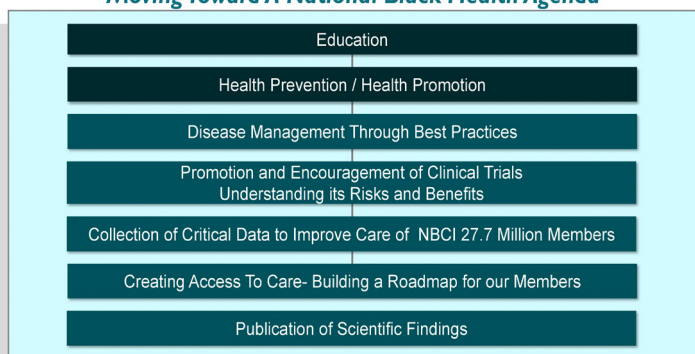 Moving Toward A National Black Health Agenda
Education
Health Prevention / Health Promotion
Disease Management Through Best Practices
Promotion and Encouragement of Clinical Trials
Understanding its Risks and Benefits
Collection of Critical Data to Improve Care of NBCI 27.7 Million Members
Creating Access To Care- Building a Roadmap for our Members
Publication of Scientific Findings